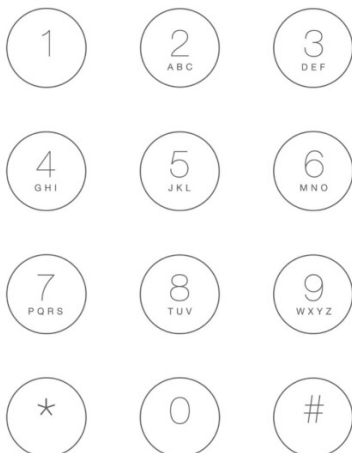 1 2 3
ABC DEF
4 5 6
GHI JKL MNO
7 8 9
PQRS TUV WXYZ
* 0 #